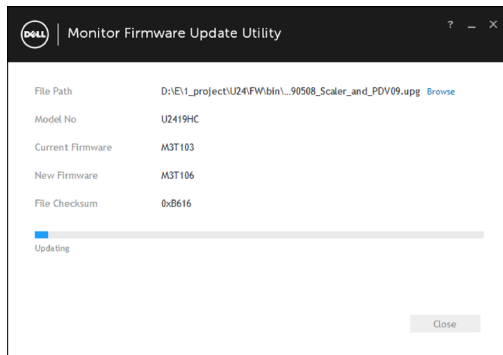 DELL
Monitor Firmware Update Utility
? _ X
File Path D:\E\1_project\U24\FW\bin\...90508_Scaler_and_PDV09.upg Browse
Model No U2419HC
Current Firmware M3T103
New Firmware M3T106
File Checksum 0xB616
Updating
Close